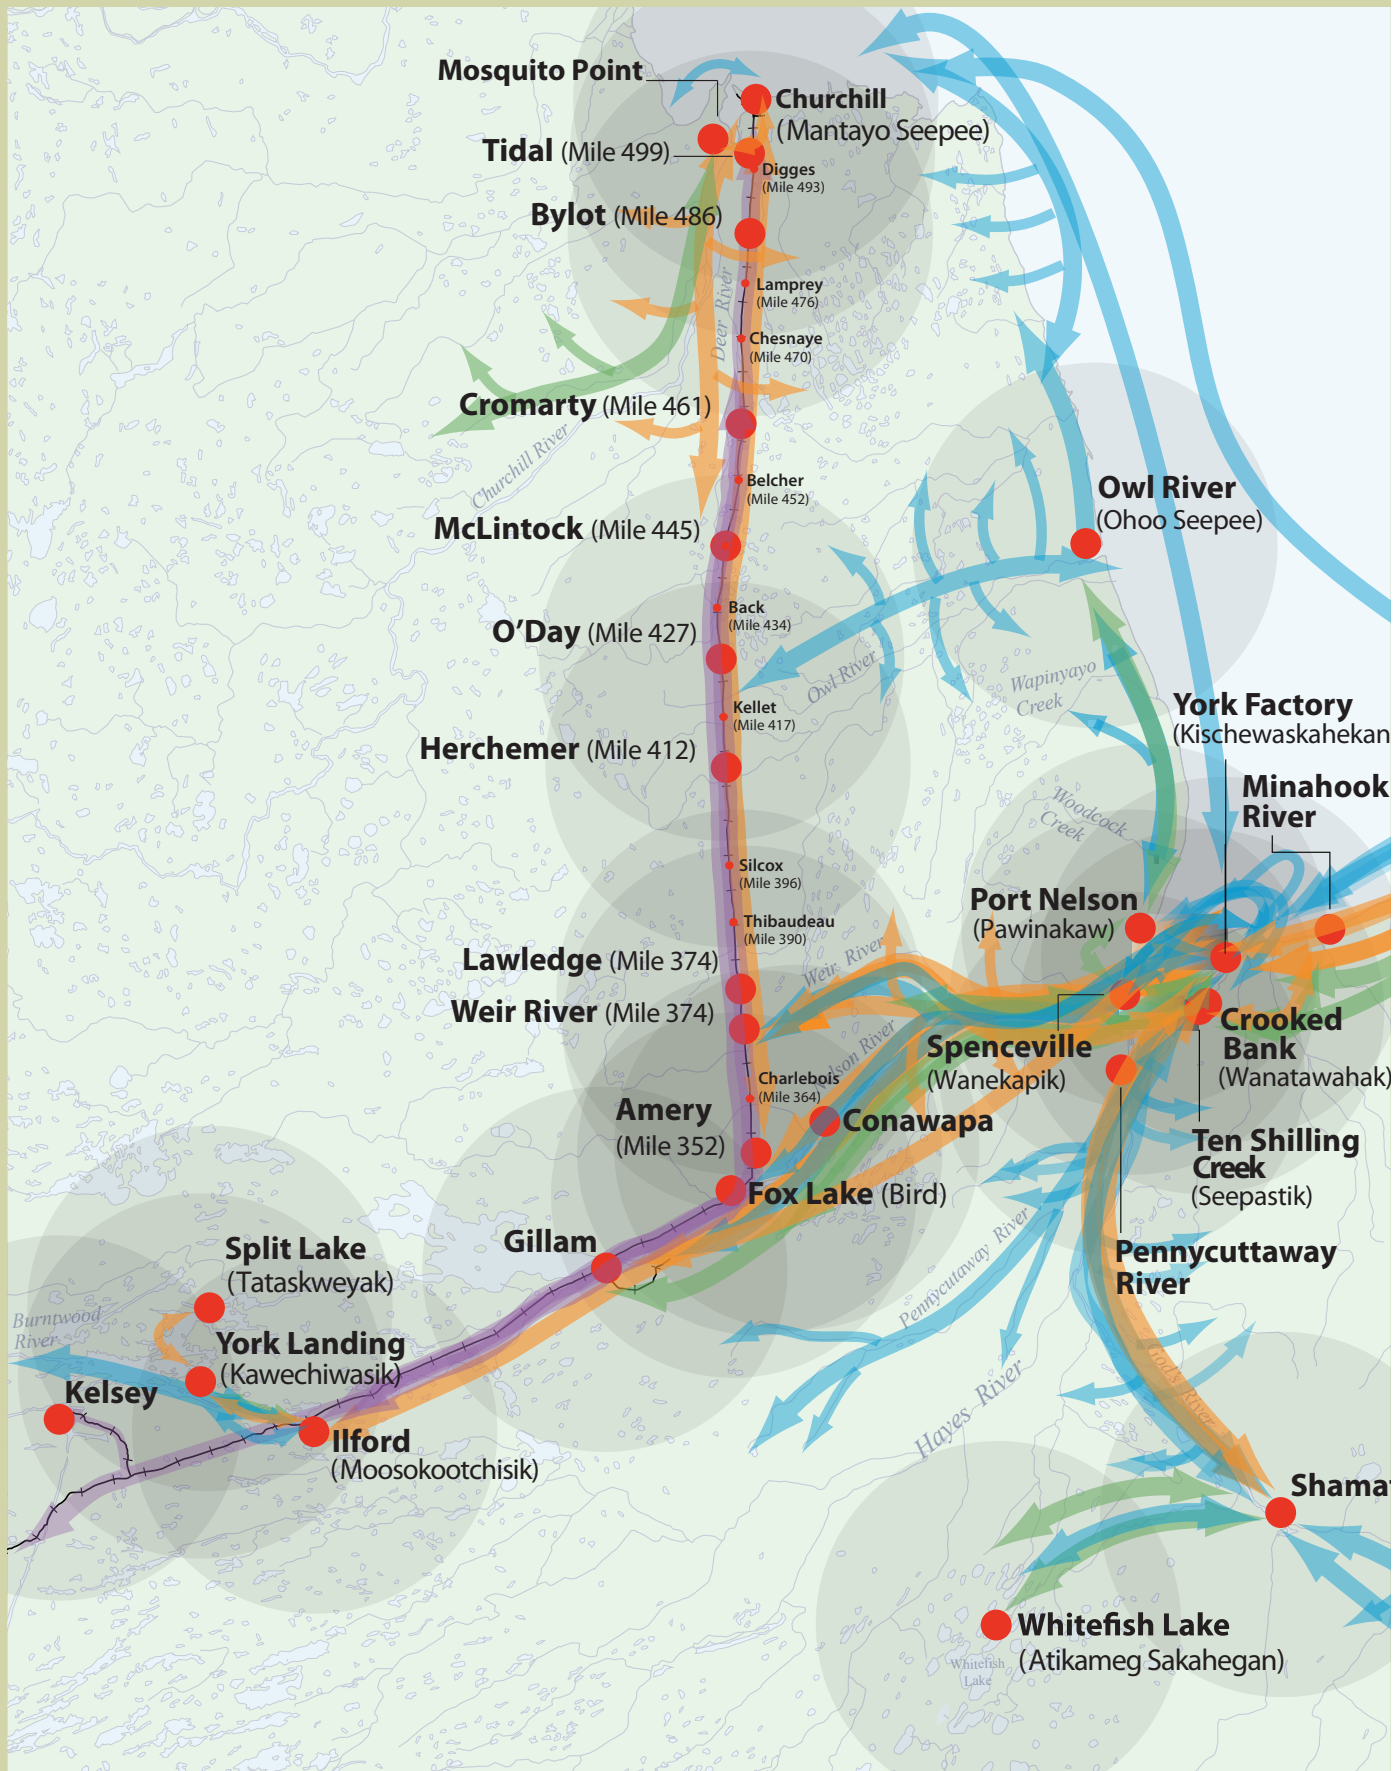 Mosquito Point
Churchill
(Mantayo Seepee)
Tidal (Mile 499)
Digges
(Mile 493)
Bylot (Mile 486)
Lamprey
(Mile 476)
Deer River
Chesnaye
(Mile 470)
Cromarty (Mile 461)
Churchill River
Belcher
(Mile 452)
Owl River
(Ohoo Seepee)
McLintock (Mile 445)
Back
(Mile 434)
O'Day (Mile 427)
Owl River
Wapinyayo
Creek
Kellet
(Mile 417)
York Factory
(Kischewaskahekan
Herchemer (Mile 412)
Minahook
River
Woodcock
Creek
Silcox
(Mile 396)
Port Nelson
(Pawinakaw)
Thibaudeau
(Mile 390)
Lawledge (Mile 374)
Weir River
Weir River (Mile 374)
Crooked
Bank
(Wanatawahak)
Spenceville
(Wanekapik)
Nelson River
Charlebois
(Mile 364)
Amery
(Mile 352)
Conawapa
Ten Shilling
Creek
(Seepastik)
Fox Lake (Bird)
Gillam
Pennycuttaway
River
Pennycutaway River
Split Lake
(Tataskweyak)
Burntwood
River
York Landing
(Kawechiwasik)
Kelsey
Hayes River
God's River
Ilford
(Moosokootchisik)
Shamat
Whitefish Lake
(Atikameg Sakahegan)
Whitefish
Lake